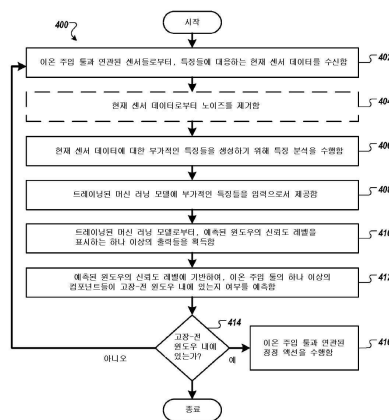 400
시작
이온 주입 툴과 연관된 센서들로부터, 특징들에 대응하는 현재 센서 데이터를 수신함
402
현재 센서 데이터로부터 노이즈를 제거함
404
현재 센서 데이터에 대한 부가적인 특징들을 생성하기 위해 특징 분석을 수행함
406
트레이닝된 머신 러닝 모델에 부가적인 특징들을 입력으로서 제공함
408
트레이닝된 머신 러닝 모델로부터, 예측된 윈도우의 신뢰도 레벨을
표시하는 하나 이상의 출력들을 획득함
410
예측된 윈도우의 신뢰도 레벨에 기반하여, 이온 주입 툴의 하나 이상의
컴포넌트들이 고장-전 윈도우 내에 있는지 여부를 예측함
412
414
고장-전
윈도우 내에
있는가?
아니오
예
이온 주입 툴과 연관된
정정 액션을 수행함
416
종료